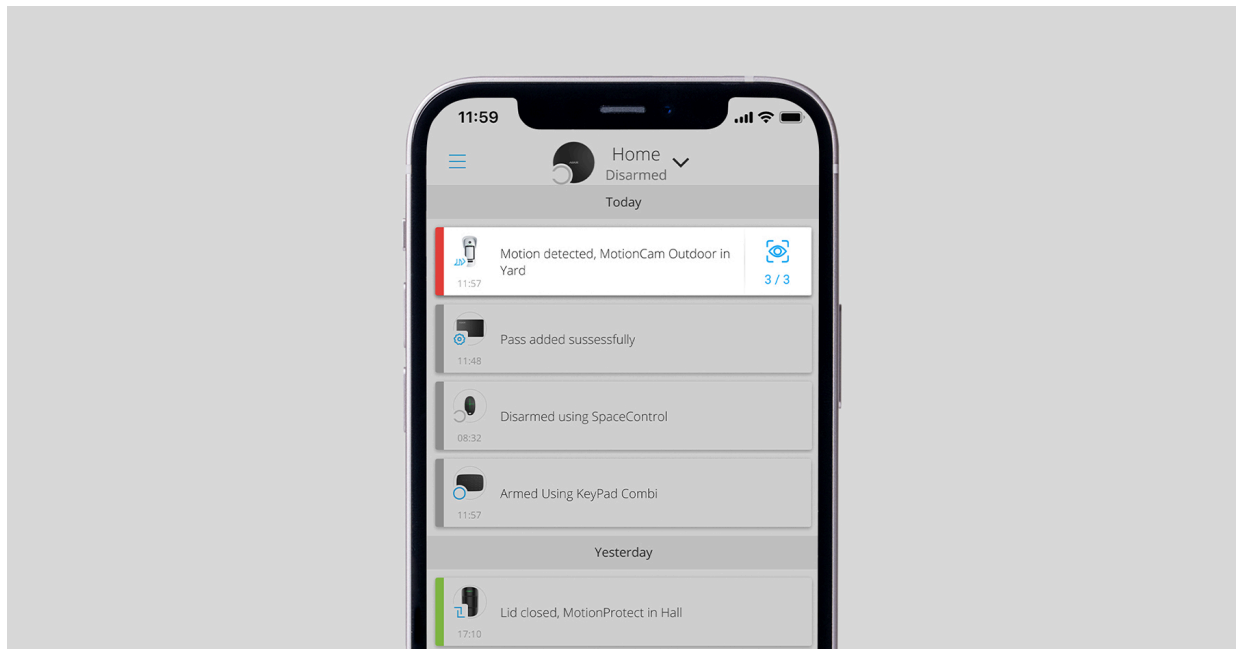 11:59
Home
Disarmed
Today
Motion detected, MotionCam Outdoor in
Yard
11:57
3 / 3
Pass added sussessfully
11:48
Disarmed using SpaceControl
08:32
Armed Using KeyPad Combi
11:57
Yesterday
Lid closed, MotionProtect in Hall
17:10